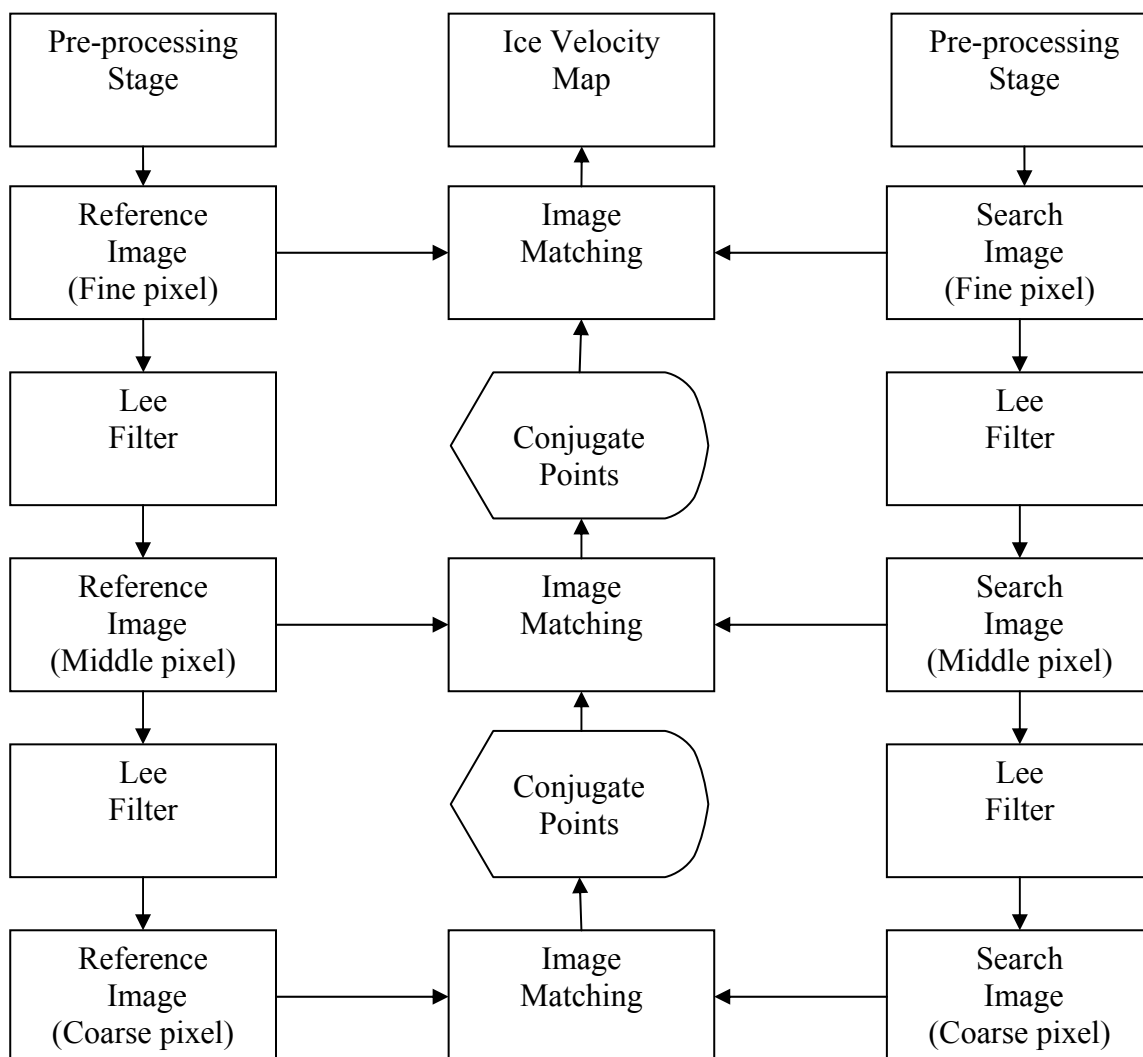 Pre-processing
Stage
Ice Velocity
Map
Pre-processing
Stage
Reference
Image
(Fine pixel)
Image
Matching
Search
Image
(Fine pixel)
Lee
Filter
Conjugate
Points
Lee
Filter
Reference
Image
(Middle pixel)
Image
Matching
Search
Image
(Middle pixel)
Lee
Filter
Conjugate
Points
Lee
Filter
Reference
Image
(Coarse pixel)
Image
Matching
Search
Image
(Coarse pixel)